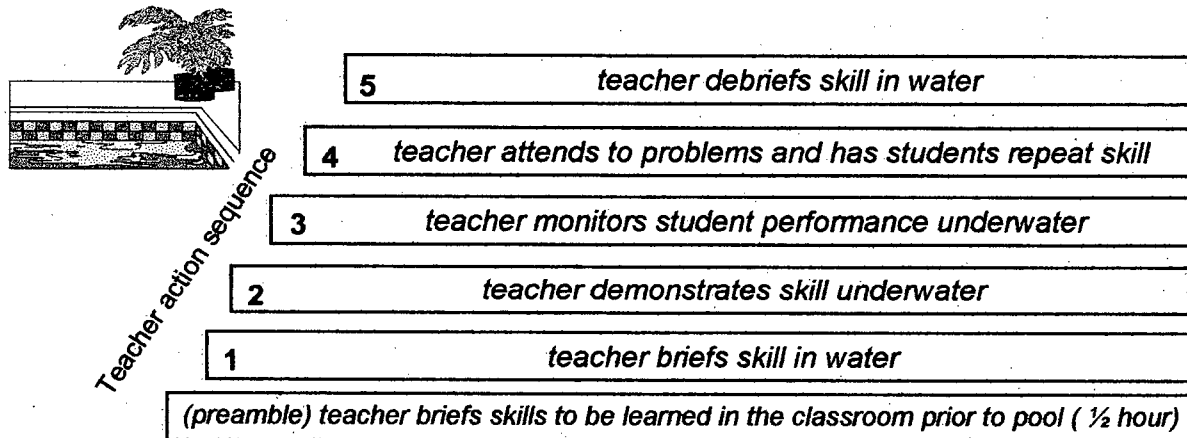 5 teacher debriefs skill in water
4 teacher attends to problems and has students repeat skill
3 teacher monitors student performance underwater
2 teacher demonstrates skill underwater
1 teacher briefs skill in water
(preamble) teacher briefs skills to be learned in the classroom prior to pool ( ½ hour)
Teacher action sequence